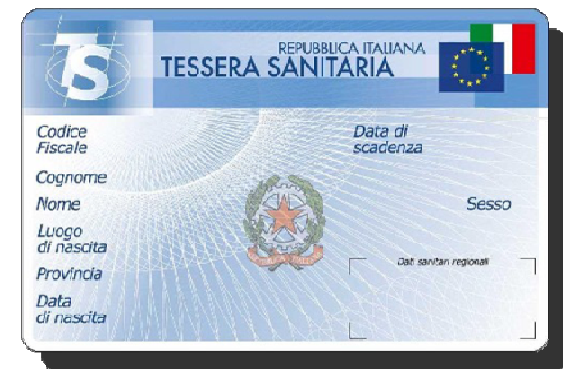 TS
REPUBBLICA ITALIANA
TESSERA SANITARIA
Codice
Fiscale
Data di
scadenza
Cognome
Nome
Sesso
Luogo
di nascita
Dati sanitari regionali
Provincia
Data
di nascita